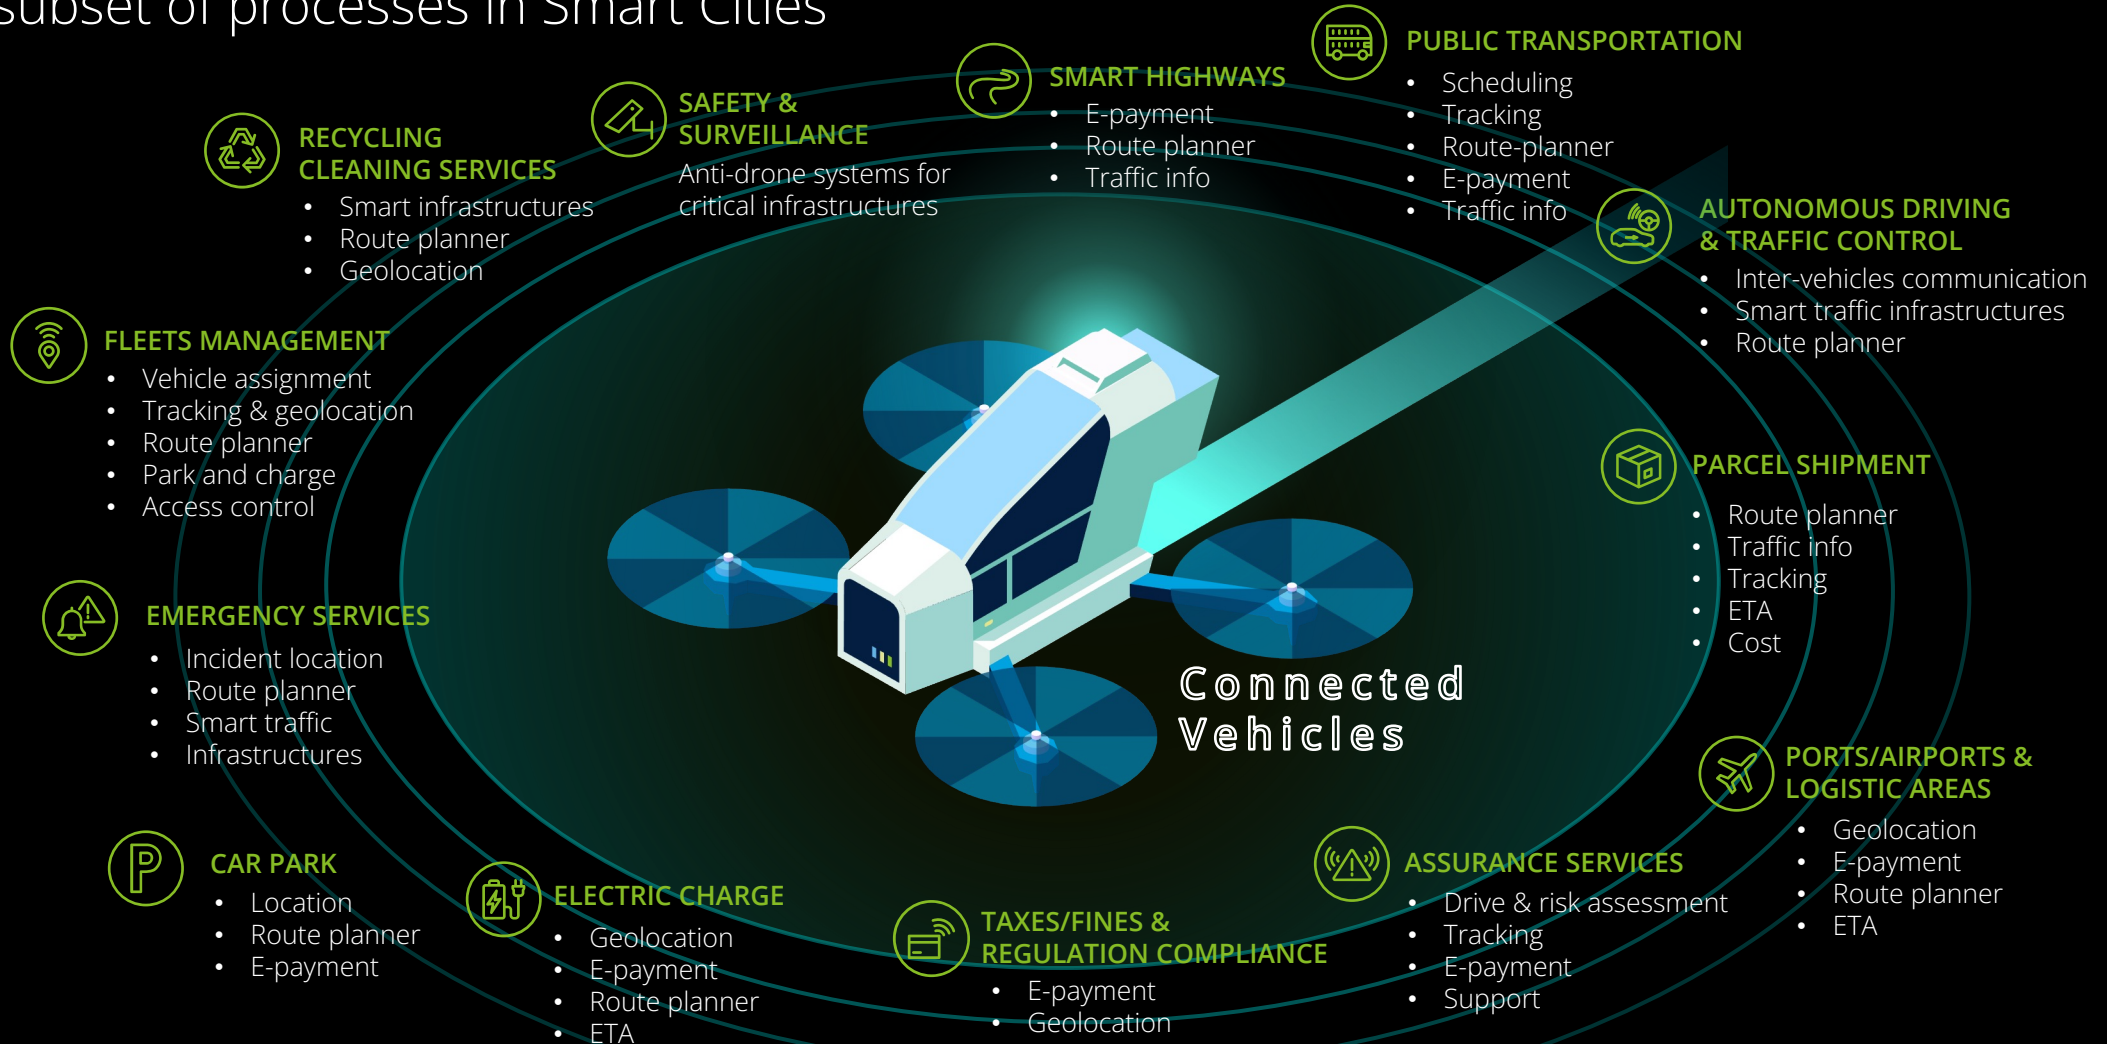 subset of processes in Smart Cities
PUBLIC TRANSPORTATION
• Scheduling
• Tracking
• Route-planner
• E-payment
• Traffic info
SMART HIGHWAYS
• E-payment
• Route planner
• Traffic info
SAFETY &
SURVEILLANCE
Anti-drone systems for
critical infrastructures
RECYCLING
CLEANING SERVICES
• Smart infrastructures
• Route planner
• Geolocation
AUTONOMOUS DRIVING
& TRAFFIC CONTROL
• Inter-vehicles communication
• Smart traffic infrastructures
• Route planner
FLEETS MANAGEMENT
• Vehicle assignment
• Tracking & geolocation
• Route planner
• Park and charge
• Access control
PARCEL SHIPMENT
• Route planner
• Traffic info
• Tracking
• ETA
• Cost
EMERGENCY SERVICES
• Incident location
• Route planner
• Smart traffic
• Infrastructures
Connected
Vehicles
PORTS/AIRPORTS &
LOGISTIC AREAS
• Geolocation
• E-payment
• Route planner
• ETA
P
CAR PARK
• Location
• Route planner
• E-payment
ELECTRIC CHARGE
• Geolocation
• E-payment
• Route planner
• ETA
TAXES/FINES &
REGULATION COMPLIANCE
• E-payment
• Geolocation
ASSURANCE SERVICES
• Drive & risk assessment
• Tracking
• E-payment
• Support